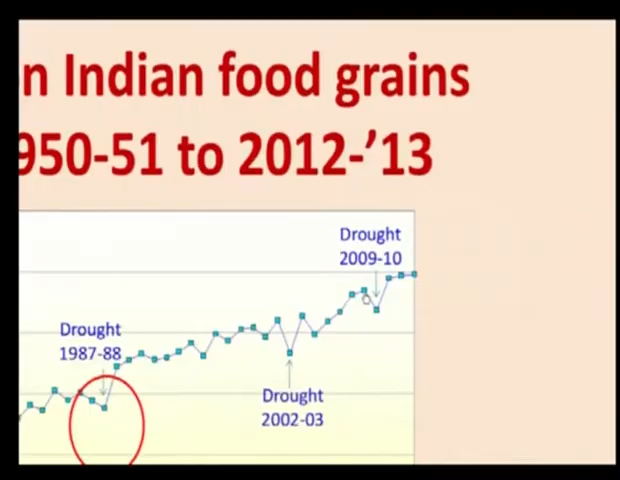 n Indian food grains
950-51 to 2012-’13
Drought
2009-10
Drought
1987-88
Drought
2002-03